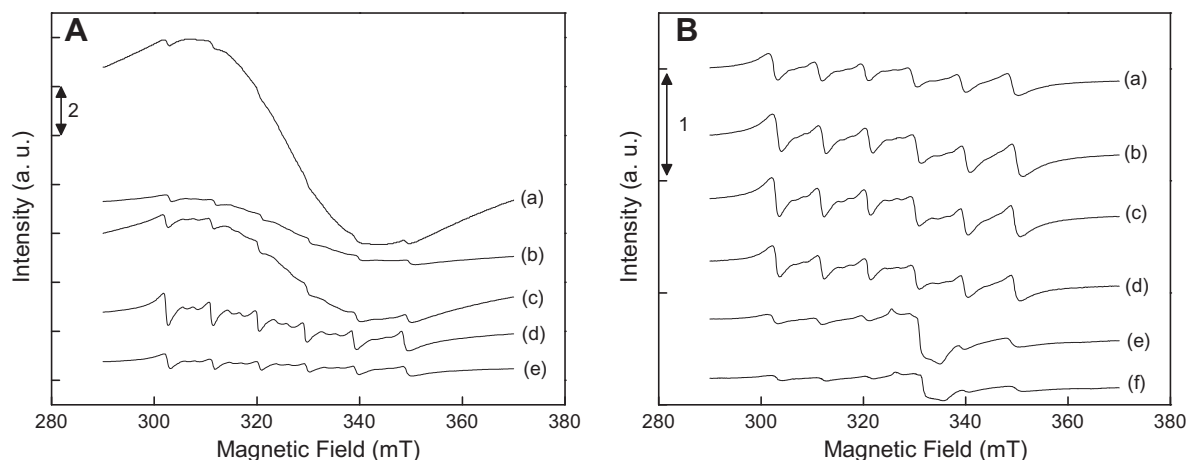 A
2
(a)
(b)
(c)
(d)
(e)
Intensity (a. u.)
280 300 320 340 360 380
Magnetic Field (mT)
B
1
(a)
(b)
(c)
(d)
(e)
(f)
Intensity (a. u.)
280 300 320 340 360 380
Magnetic Field (mT)